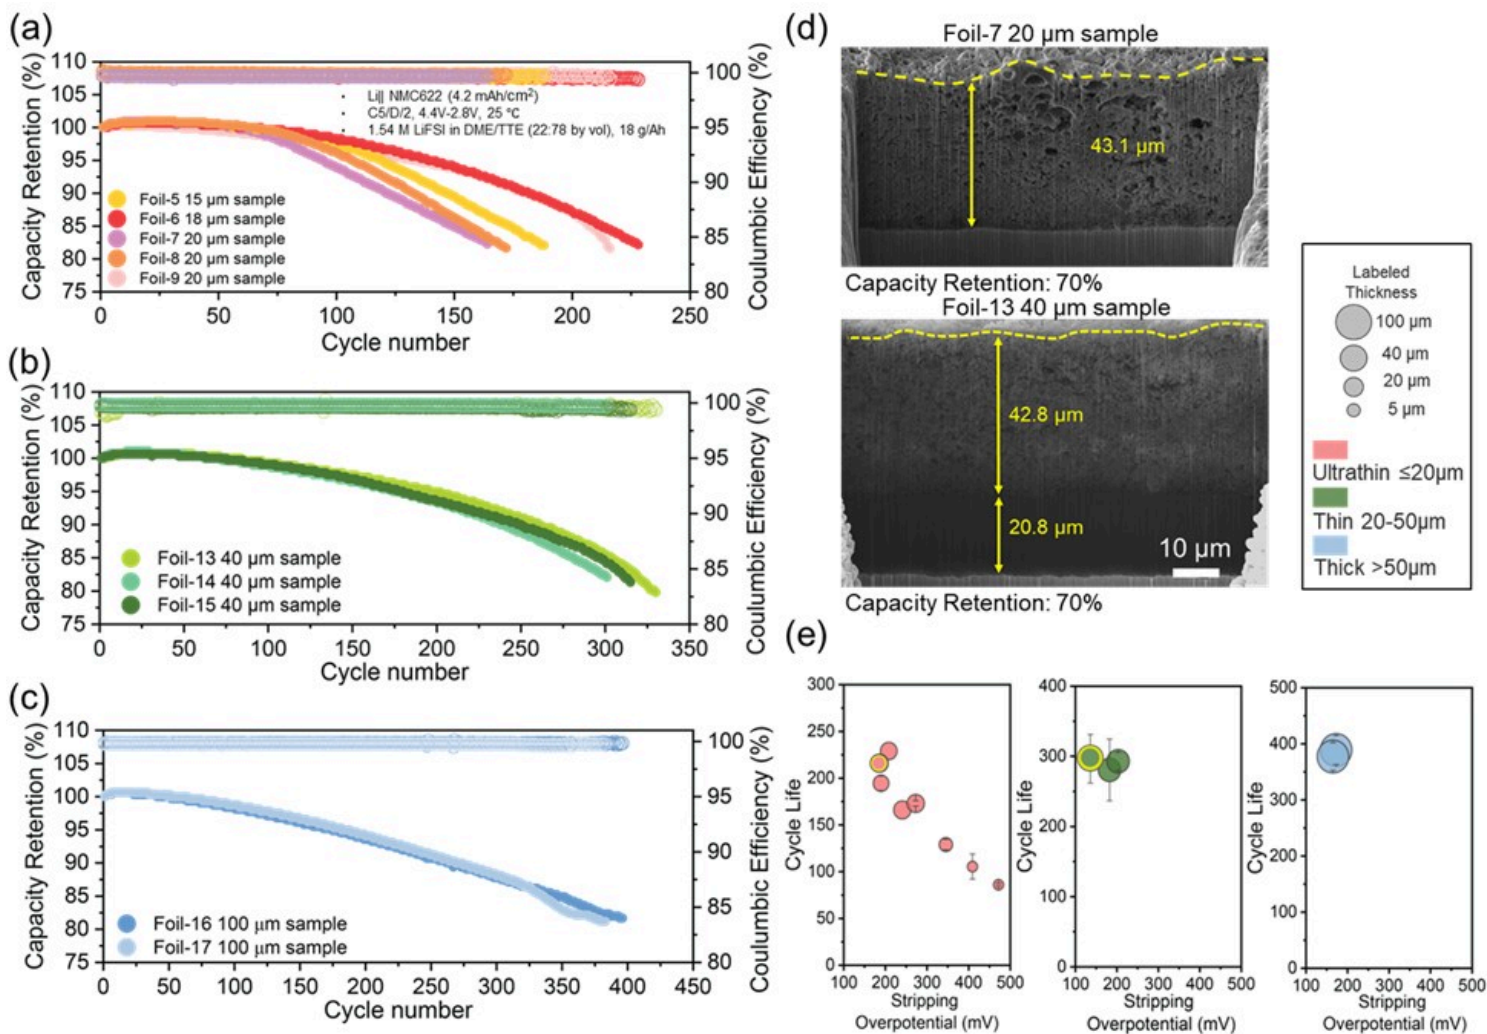 (a)
110
105
100
95
90
85
80
75
Capacity Retention (%)
100
95
90
85
80
Coulumbic Efficiency (%)
Li|| NMC622 (4.2 mAh/cm²)
C5/D/2, 4.4V-2.8V, 25 ℃
1.54 M LiFSI in DME/TTE (22:78 by vol), 18 g/Ah
Foil-5 15 μm sample
Foil-6 18 μm sample
Foil-7 20 μm sample
Foil-8 20 μm sample
Foil-9 20 μm sample
0 50 100 150 200 250
Cycle number
(b)
110
105
100
95
90
85
80
75
Capacity Retention (%)
100
95
90
85
80
Coulumbic Efficiency (%)
Foil-13 40 μm sample
Foil-14 40 μm sample
Foil-15 40 μm sample
0 50 100 150 200 250 300 350
Cycle number
(c)
110
105
100
95
90
85
80
75
Capacity Retention (%)
100
95
90
85
80
Coulumbic Efficiency (%)
Foil-16 100 μm sample
Foil-17 100 μm sample
0 50 100 150 200 250 300 350 400 450
Cycle number
(d)
Foil-7 20 μm sample
43.1 μm
Capacity Retention: 70%
Foil-13 40 μm sample
42.8 μm
20.8 μm
10 μm
Capacity Retention: 70%
Labeled
Thickness
100 μm
40 μm
20 μm
5 μm
Ultrathin ≤20μm
Thin 20-50μm
Thick >50μm
(e)
300
250
200
150
100
50
0
Cycle Life
100 200 300 400 500
Stripping
Overpotential (mV)
400
300
200
100
0
Cycle Life
100 200 300 400 500
Stripping
Overpotential (mV)
500
400
300
200
100
0
Cycle Life
100 200 300 400 500
Stripping
Overpotential (mV)